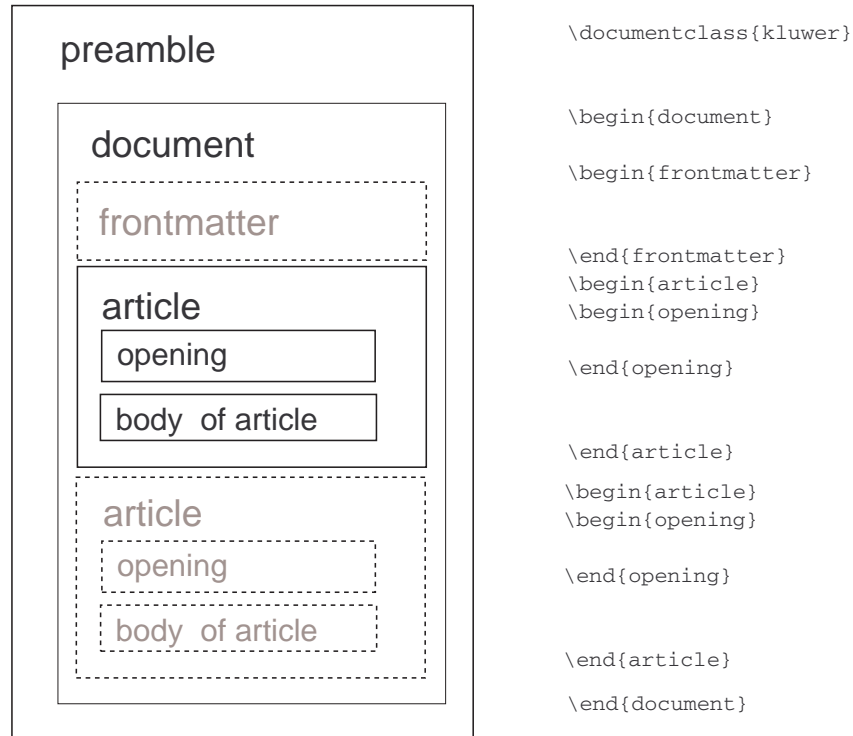 preamble
document
frontmatter
article
opening
body of article
article
opening
body of article
\documentclass{kluwer}
\begin{document}
\begin{frontmatter}
\end{frontmatter}
\begin{article}
\begin{opening}
\end{opening}
\end{article}
\begin{article}
\begin{opening}
\end{opening}
\end{article}
\end{document}